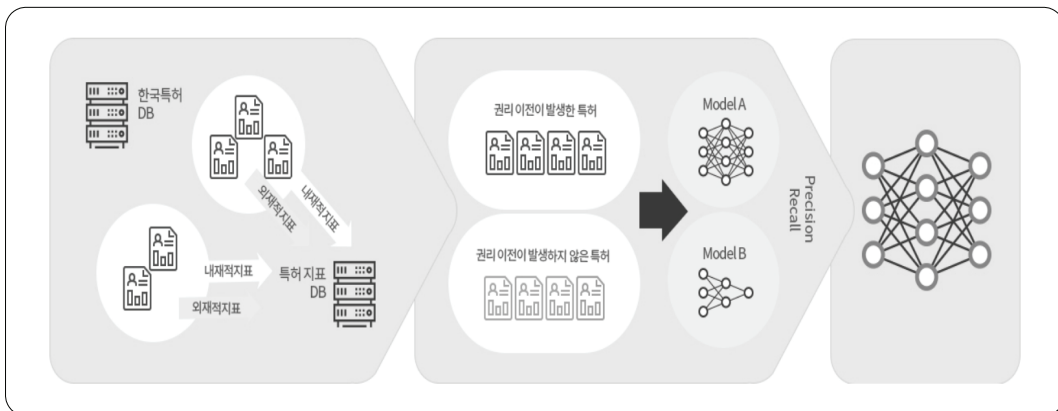 한국특허
DB
외재적지표
내재적지표
내재적지표
외재적지표
특허 지표
DB
권리 이전이 발생한 특허
권리 이전이 발생하지 않은 특허
Model A
Model B
Precision
Recall